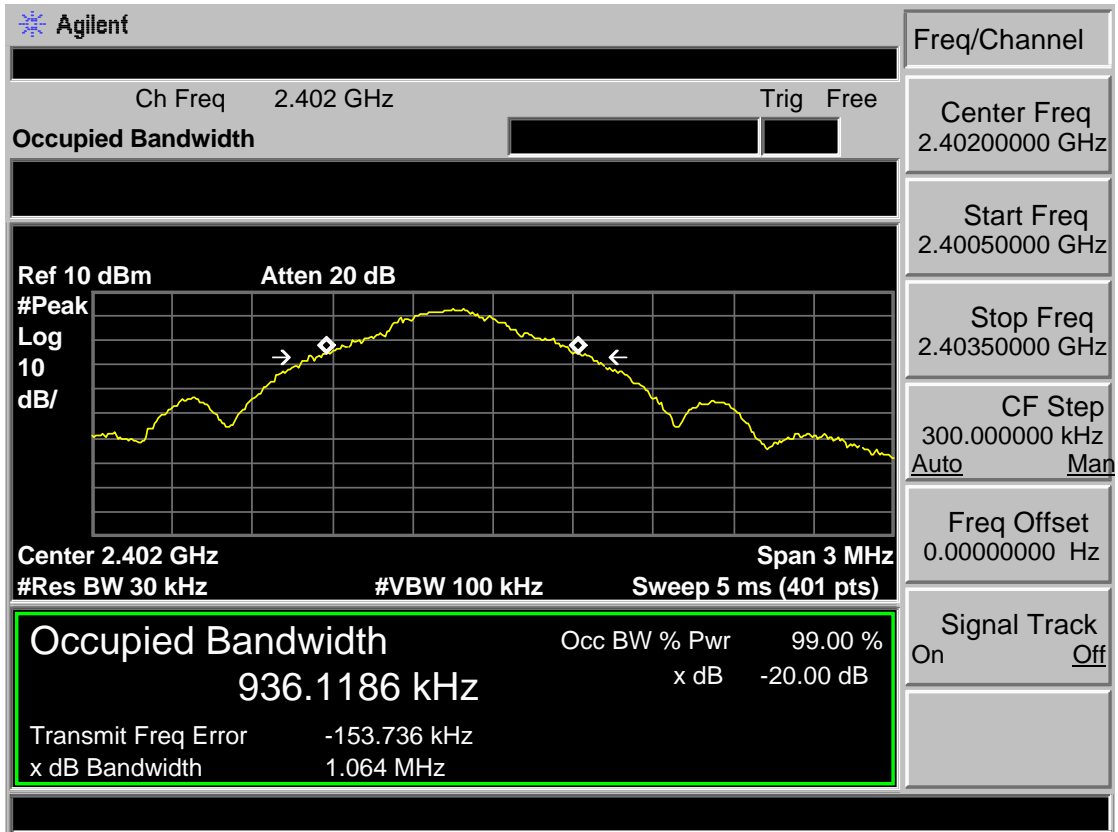 Agilent
Freq/Channel
Ch Freq 2.402 GHz Trig Free
Occupied Bandwidth
Center Freq
2.40200000 GHz
Start Freq
2.40050000 GHz
Stop Freq
2.40350000 GHz
CF Step
300.000000 kHz
Auto Man
Freq Offset
0.00000000 Hz
Signal Track
On Off
Ref 10 dBm Atten 20 dB
#Peak
Log
10
dB/
Center 2.402 GHz Span 3 MHz
#Res BW 30 kHz #VBW 100 kHz Sweep 5 ms (401 pts)
Occupied Bandwidth Occ BW % Pwr 99.00 %
936.1186 kHz x dB -20.00 dB
Transmit Freq Error -153.736 kHz
x dB Bandwidth 1.064 MHz